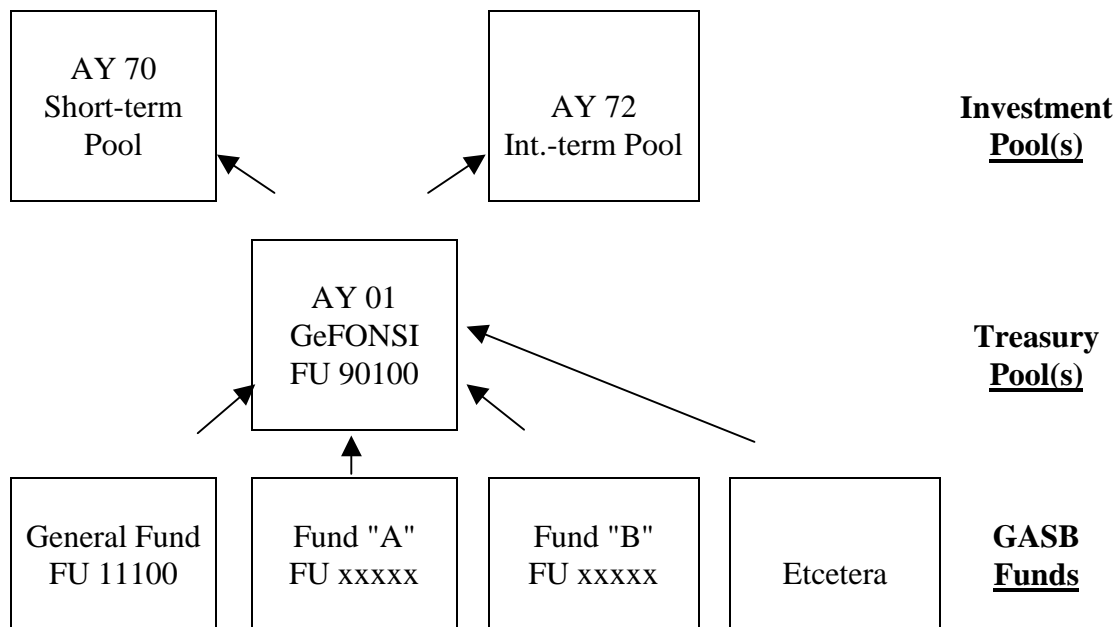 AY 70
Short-term
Pool
AY 72
Int.-term Pool
Investment
Pool(s)
AY 01
GeFONSI
FU 90100
Treasury
Pool(s)
General Fund
FU 11100
Fund "A"
FU xxxxx
Fund "B"
FU xxxxx
Etcetera
GASB
Funds